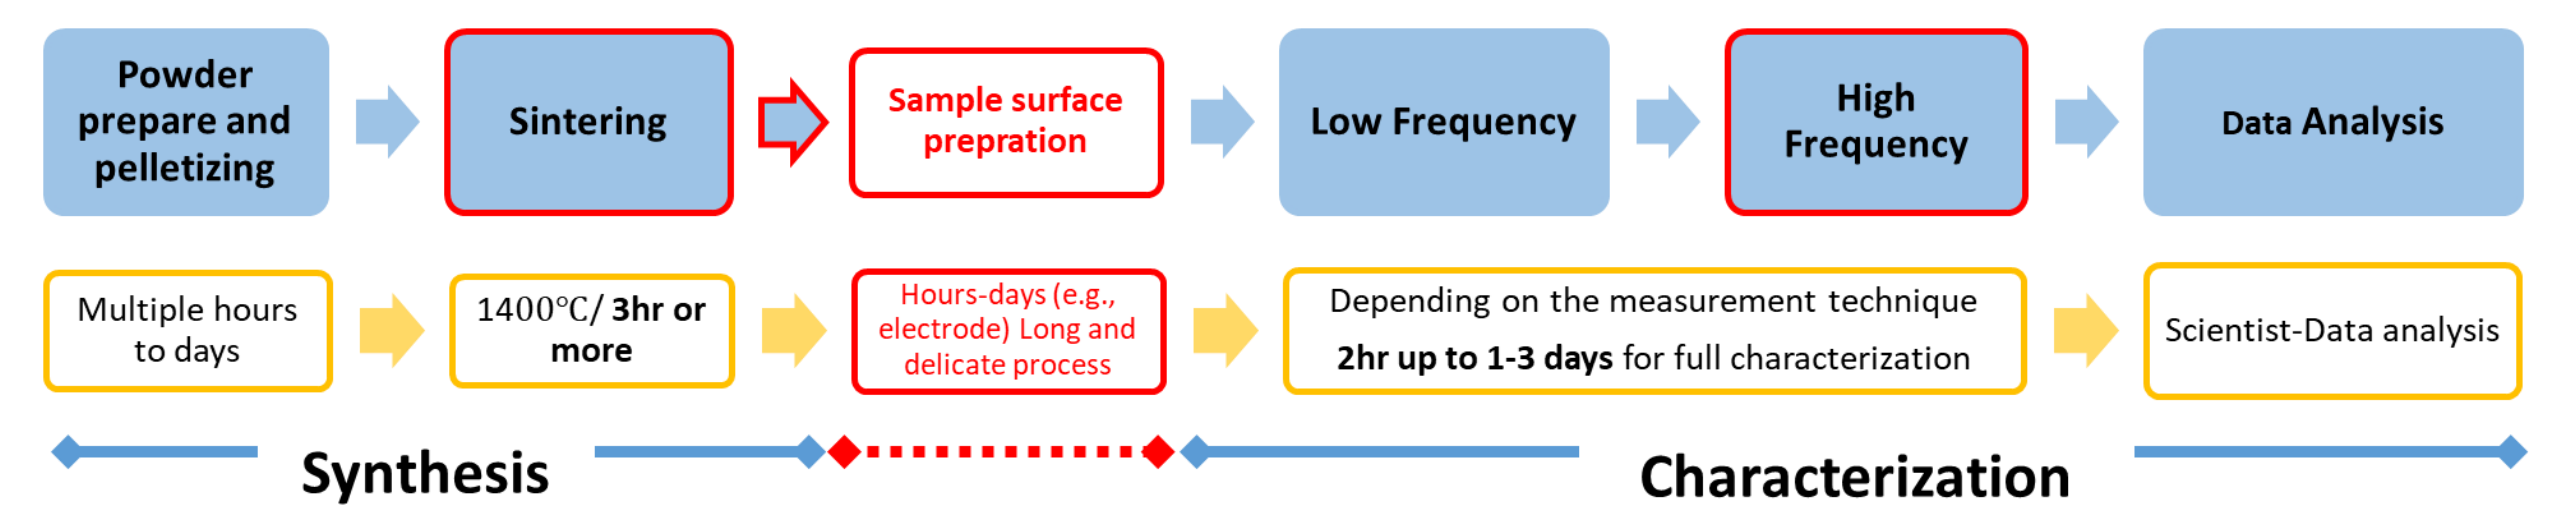 Powder
prepare and
pelletizing
Sintering
Sample surface
prepration
Low Frequency
High
Frequency
Data Analysis
Multiple hours
to days
1400℃/ 3hr or
more
Hours-days (e.g.,
electrode) Long and
delicate process
Depending on the measurement technique
2hr up to 1-3 days for full characterization
Scientist-Data analysis
Synthesis
Characterization